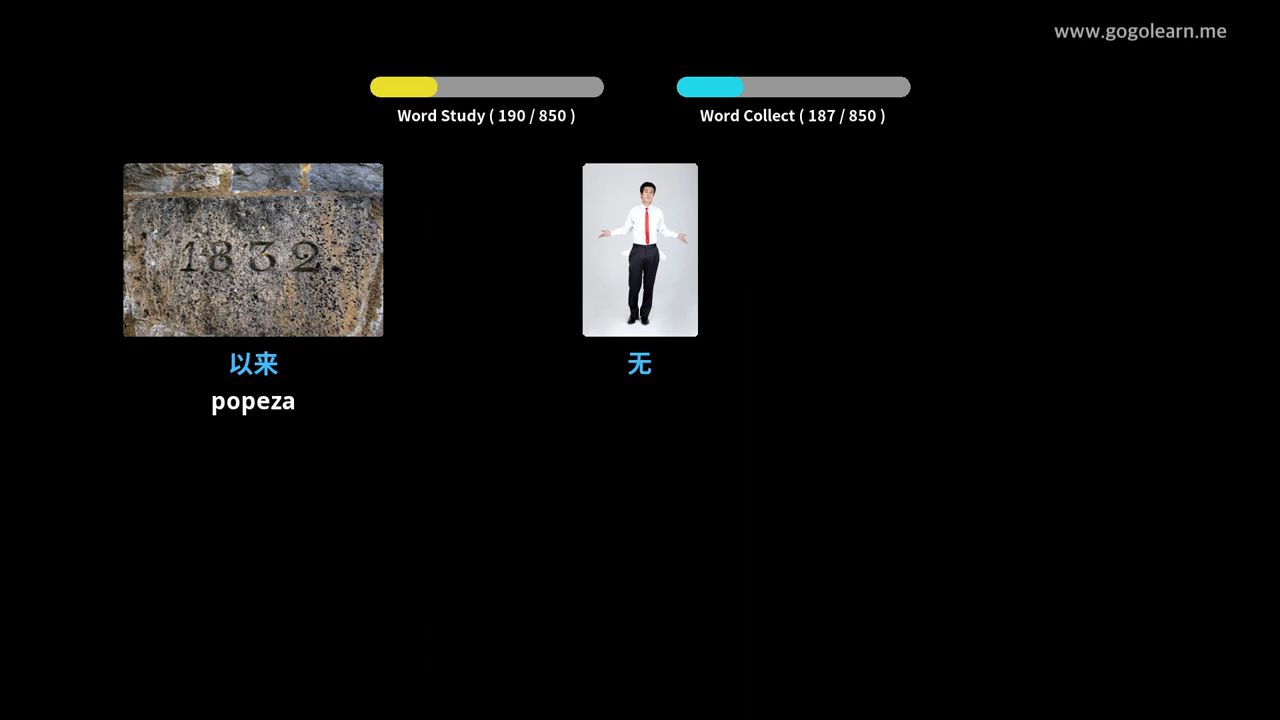 www.gogolearn.me
Word Study ( 190 / 850 )
Word Collect ( 187 / 850 )
1832.
以来
无
popeza